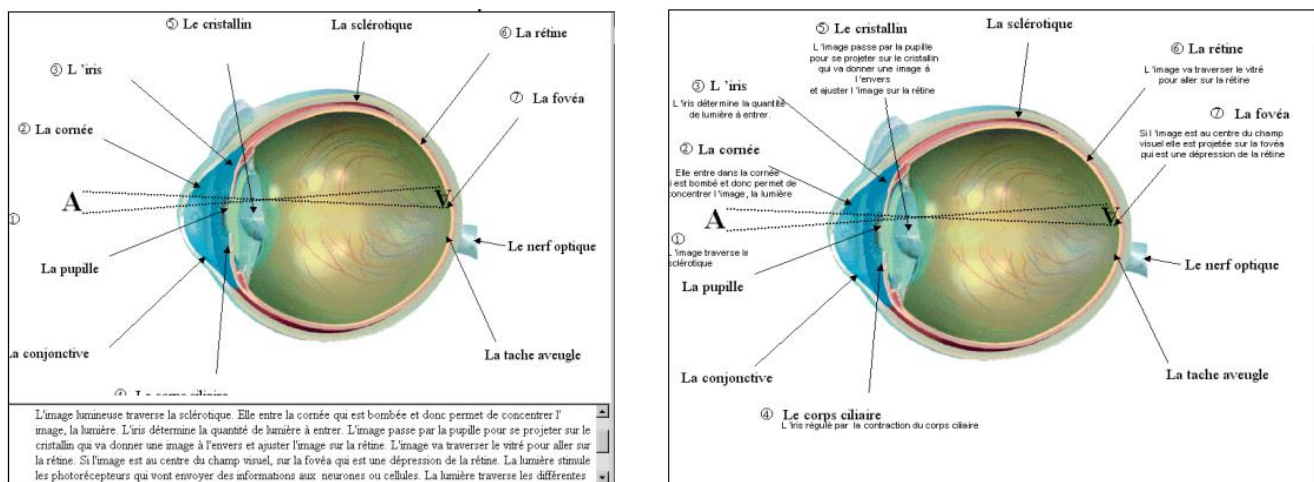 ⑤ Le cristallin
La sclérotique
⑥ La rétine
③ L 'iris
⑦ La fovéa
② La cornée
A
V
①
La pupille
Le nerf optique
La conjonctive
La tache aveugle
④ Le corps ciliaire
L'image lumineuse traverse la sclérotique. Elle entre la cornée qui est bombée et donc permet de concentrer l'
image, la lumière. L'iris détermine la quantité de lumière à entrer. L'image passe par la pupille pour se projeter sur le
cristallin qui va donner une image à l'envers et ajuster l'image sur la rétine. L'image va traverser le vitré pour aller sur
la rétine. Si l'image est au centre du champ visuel, sur la fovéa qui est une dépression de la rétine. La lumière stimule
les photorécepteurs qui vont envoyer des informations aux neurones ou cellules. La lumière traverse les différentes
⑤ Le cristallin
L 'image passe par la pupille
pour se projeter sur le cristallin
qui va donner une image à
l 'envers
et ajuster l 'image sur la rétine
La sclérotique
⑥ La rétine
L 'image va traverser le vitré
pour aller sur la rétine
③ L 'iris
L 'iris détermine la quantité
de lumière à entrer.
⑦ La fovéa
Si l 'image est au centre du champ
visuel elle est projetée sur la fovéa
qui est une dépression de la rétine
② La cornée
Elle entre dans la cornée
i est bombé et donc permet de
concentrer l 'image, la lumière
A
V
①
L 'image traverse la
sclérotique
La pupille
Le nerf optique
La conjonctive
La tache aveugle
④ Le corps ciliaire
L 'iris régulé par la contraction du corps ciliaire